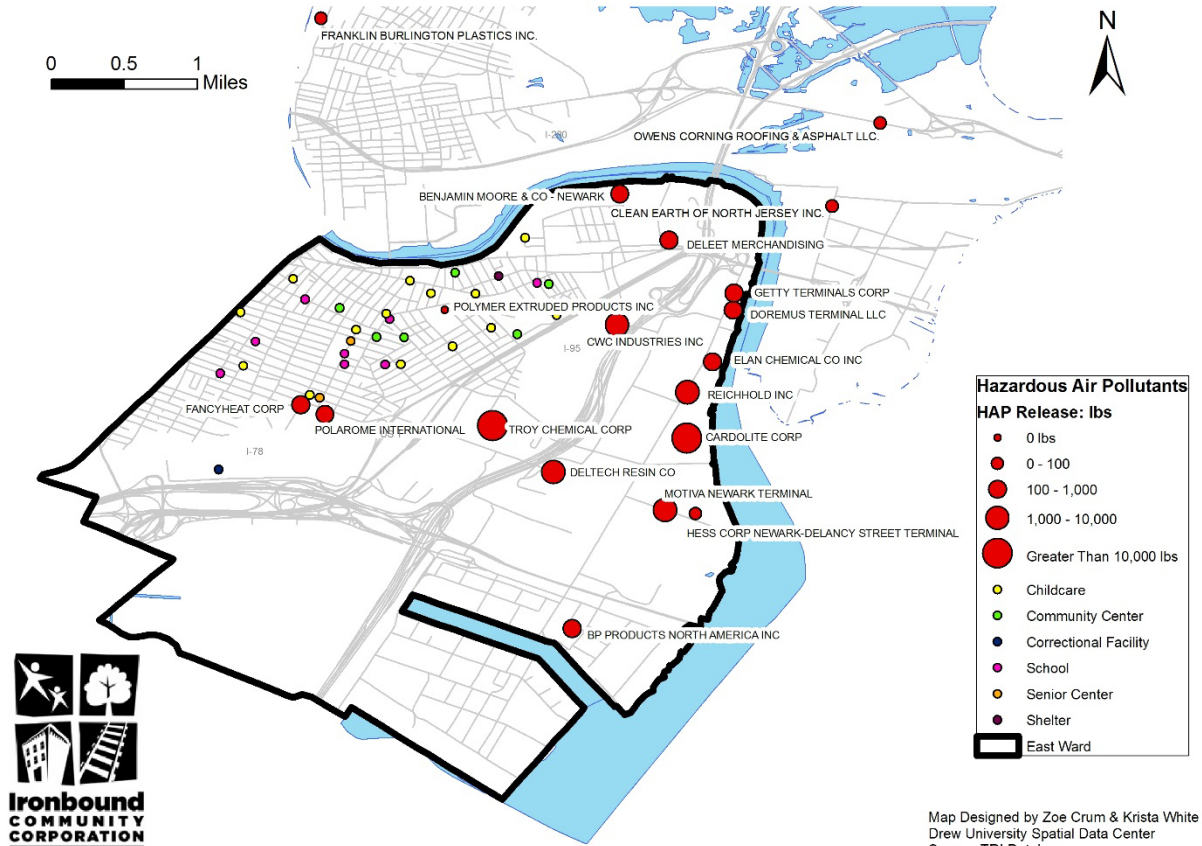 FRANKLIN BURLINGTON PLASTICS INC.
N
0 0.5 1
Miles
I-280
OWENS CORNING ROOFING & ASPHALT LLC.
BENJAMIN MOORE & CO - NEWARK
CLEAN EARTH OF NORTH JERSEY INC.
DELEET MERCHANDISING
GETTY TERMINALS CORP
POLYMER EXTRUDED PRODUCTS INC
DOREMUS TERMINAL LLC
CWC INDUSTRIES INC
I-95
ELAN CHEMICAL CO INC
REICHHOLD INC
FANCYHEAT CORP
POLAROME INTERNATIONAL
TROY CHEMICAL CORP
CARDOLITE CORP
I-78
DELTECH RESIN CO
MOTIVA NEWARK TERMINAL
HESS CORP NEWARK-DELANCY STREET TERMINAL
BP PRODUCTS NORTH AMERICA INC
Hazardous Air Pollutants
HAP Release: lbs
0 lbs
0 - 100
100 - 1,000
1,000 - 10,000
Greater Than 10,000 lbs
Childcare
Community Center
Correctional Facility
School
Senior Center
Shelter
East Ward
Ironbound
COMMUNITY
CORPORATION
Map Designed by Zoe Crum & Krista White
Drew University Spatial Data Center